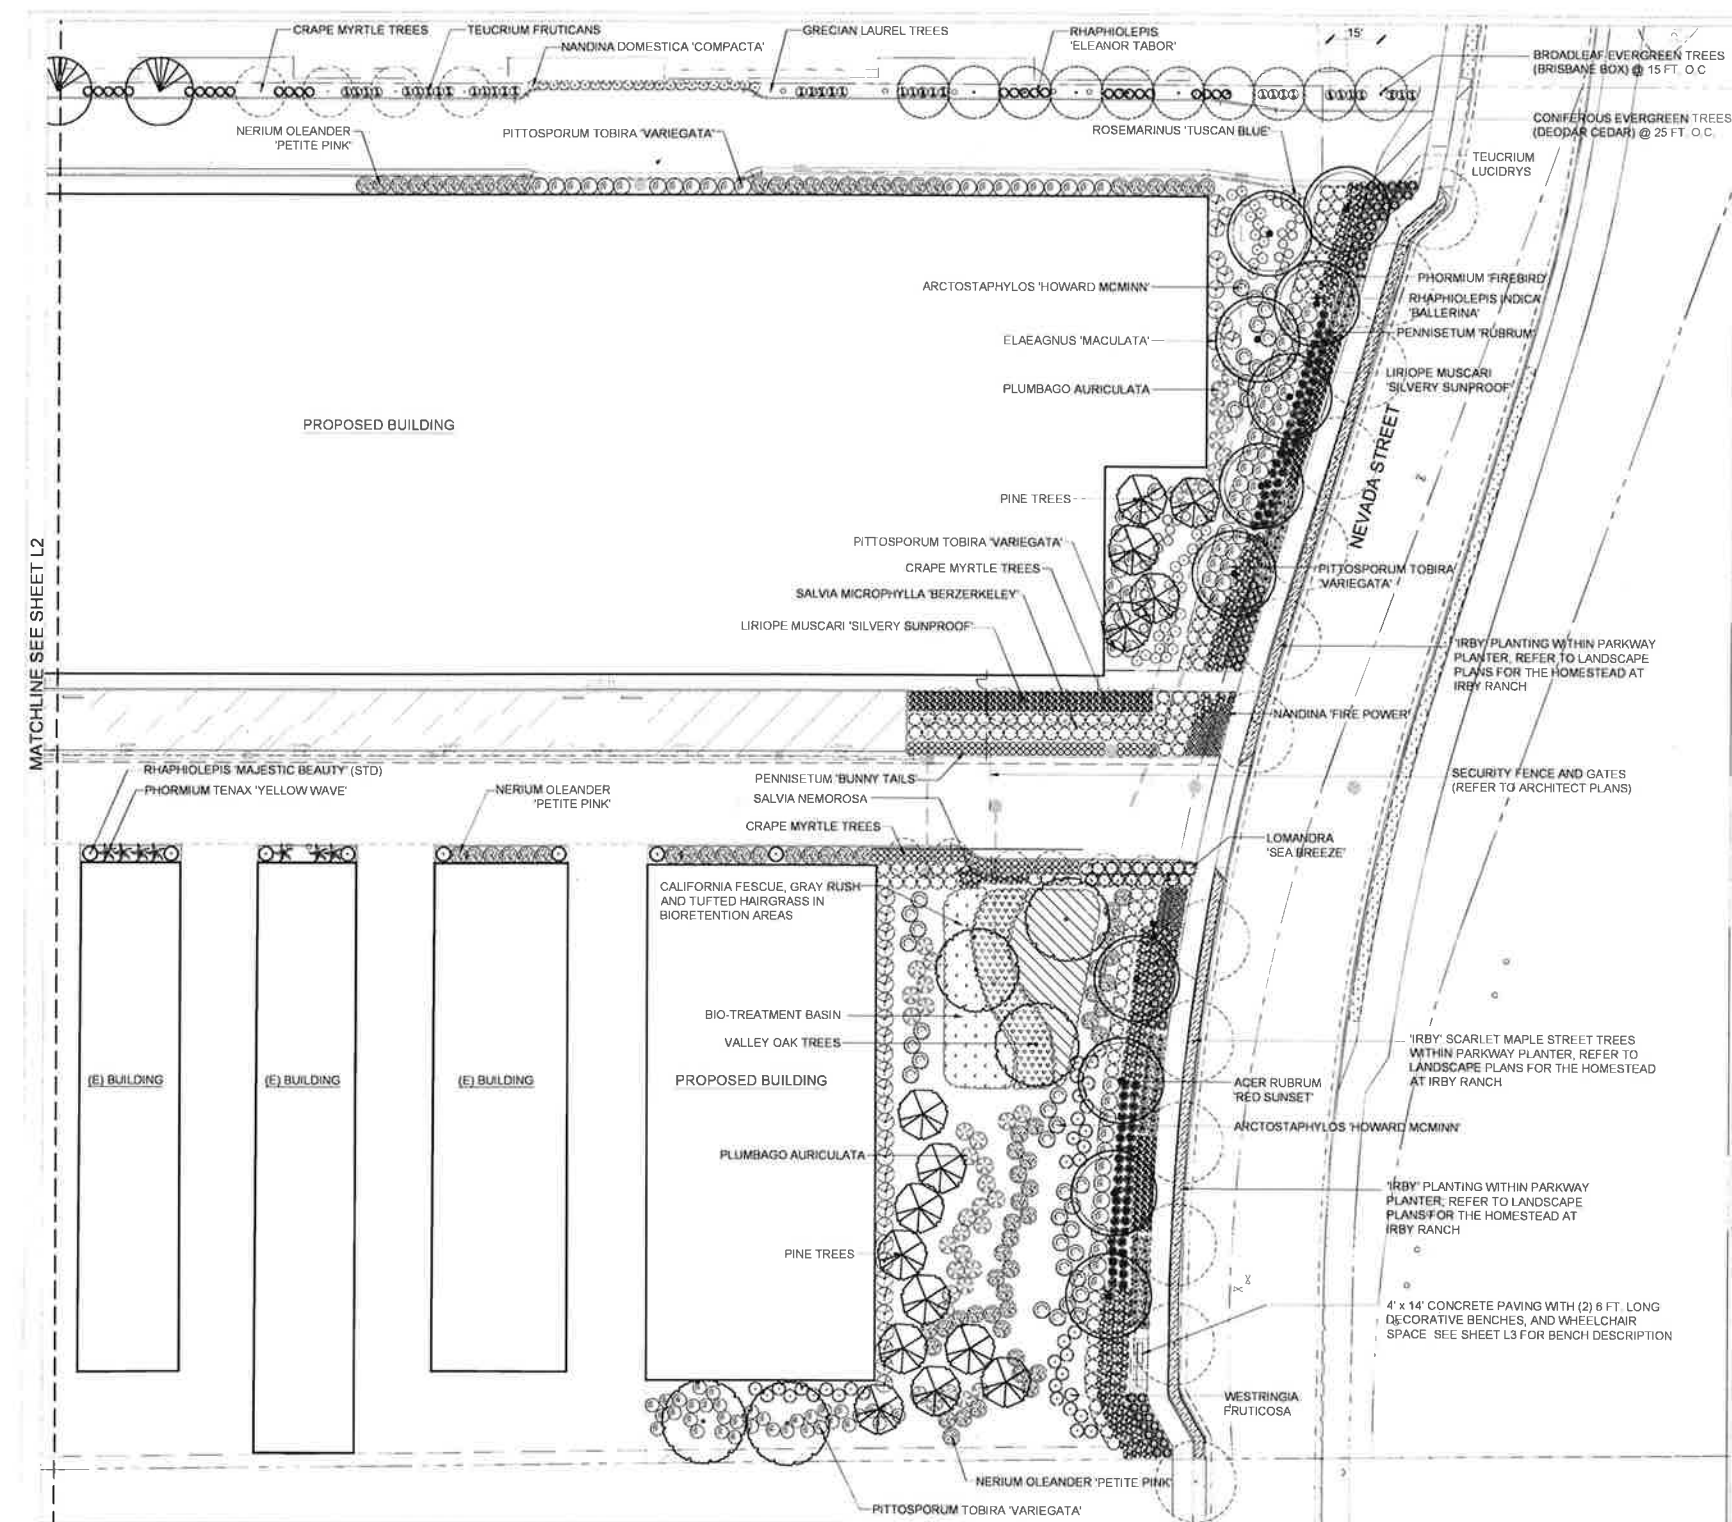 CRAPE MYRTLE TREES
TEUCRIUM FRUTICANS
NANDINA DOMESTICA 'COMPACTA'
GRECIAN LAUREL TREES
RHAPHIOLEPIS
'ELEANOR TABOR'
15'
BROADLEAF EVERGREEN TREES
(BRISBANE BOX) @ 15 FT. O.C
CONIFEROUS EVERGREEN TREES
(DEODAR CEDAR) @ 25 FT. O.C.
NERIUM OLEANDER
'PETITE PINK'
PITTOSPORUM TOBIRA 'VARIEGATA'
ROSEMARINUS 'TUSCAN BLUE'
TEUCRIUM
LUCIDRYS
ARCTOSTAPHYLOS 'HOWARD MCMINN'
ELAEAGNUS 'MACULATA'
PLUMBAGO AURICULATA
PHORMIUM 'FIREBIRD'
RHAPHIOLEPIS INDICA
'BALLERINA'
PENNISETUM 'RUBRUM'
LIRIOPE MUSCARI
'SILVERY SUNPROOF'
NEVADA STREET
PROPOSED BUILDING
PINE TREES
PITTOSPORUM TOBIRA 'VARIEGATA'
CRAPE MYRTLE TREES
SALVIA MICROPHYLLA 'BERZERKELEY'
LIRIOPE MUSCARI 'SILVERY SUNPROOF'
PITTOSPORUM TOBIRA
'VARIEGATA'
MATCHLINE SEE SHEET L2
'IRBY' PLANTING WITHIN PARKWAY
PLANTER, REFER TO LANDSCAPE
PLANS FOR THE HOMESTEAD AT
IRBY RANCH
NANDINA 'FIRE POWER'
RHAPHIOLEPIS 'MAJESTIC BEAUTY' (STD)
PHORMIUM TENAX 'YELLOW WAVE'
NERIUM OLEANDER
'PETITE PINK'
PENNISETUM 'BUNNY TAILS'
SALVIA NEMOROSA
CRAPE MYRTLE TREES
SECURITY FENCE AND GATES
(REFER TO ARCHITECT PLANS)
LOMANDRA
'SEA BREEZE'
CALIFORNIA FESCUE, GRAY RUSH
AND TUFTED HAIRGRASS IN
BIORETENTION AREAS
BIO-TREATMENT BASIN
VALLEY OAK TREES
(E) BUILDING
(E) BUILDING
(E) BUILDING
PROPOSED BUILDING
'IRBY' SCARLET MAPLE STREET TREES
WITHIN PARKWAY PLANTER, REFER TO
LANDSCAPE PLANS FOR THE HOMESTEAD
AT IRBY RANCH
ACER RUBRUM
'RED SUNSET'
ARCTOSTAPHYLOS 'HOWARD MCMINN'
PLUMBAGO AURICULATA
'IRBY' PLANTING WITHIN PARKWAY
PLANTER, REFER TO LANDSCAPE
PLANS FOR THE HOMESTEAD AT
IRBY RANCH
PINE TREES
4' x 14' CONCRETE PAVING WITH (2) 6 FT. LONG
DECORATIVE BENCHES, AND WHEELCHAIR
SPACE SEE SHEET L3 FOR BENCH DESCRIPTION
WESTRINGIA
FRUTICOSA
NERIUM OLEANDER 'PETITE PINK'
PITTOSPORUM TOBIRA 'VARIEGATA'